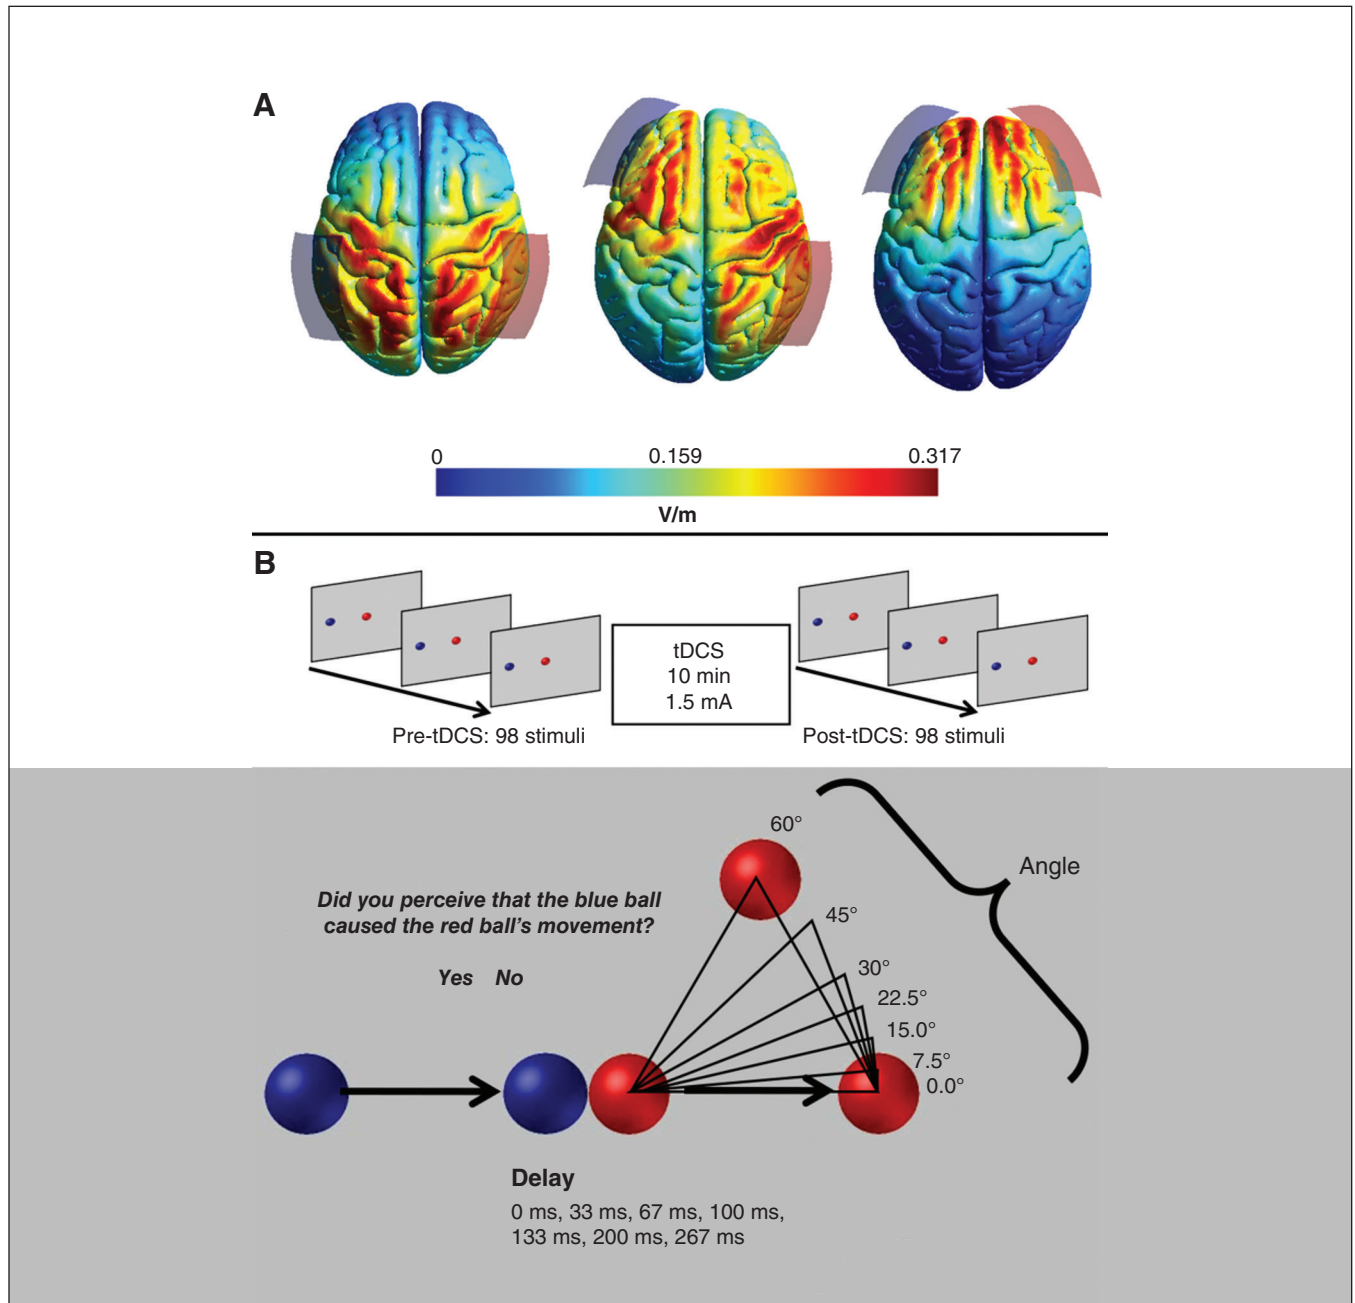 A
0 0.159 0.317
V/m
B
tDCS
10 min
1.5 mA
Pre-tDCS: 98 stimuli
Post-tDCS: 98 stimuli
60°
Angle
Did you perceive that the blue ball
caused the red ball's movement?
Yes No
45°
30°
22.5°
15.0°
7.5°
0.0°
Delay
0 ms, 33 ms, 67 ms, 100 ms,
133 ms, 200 ms, 267 ms